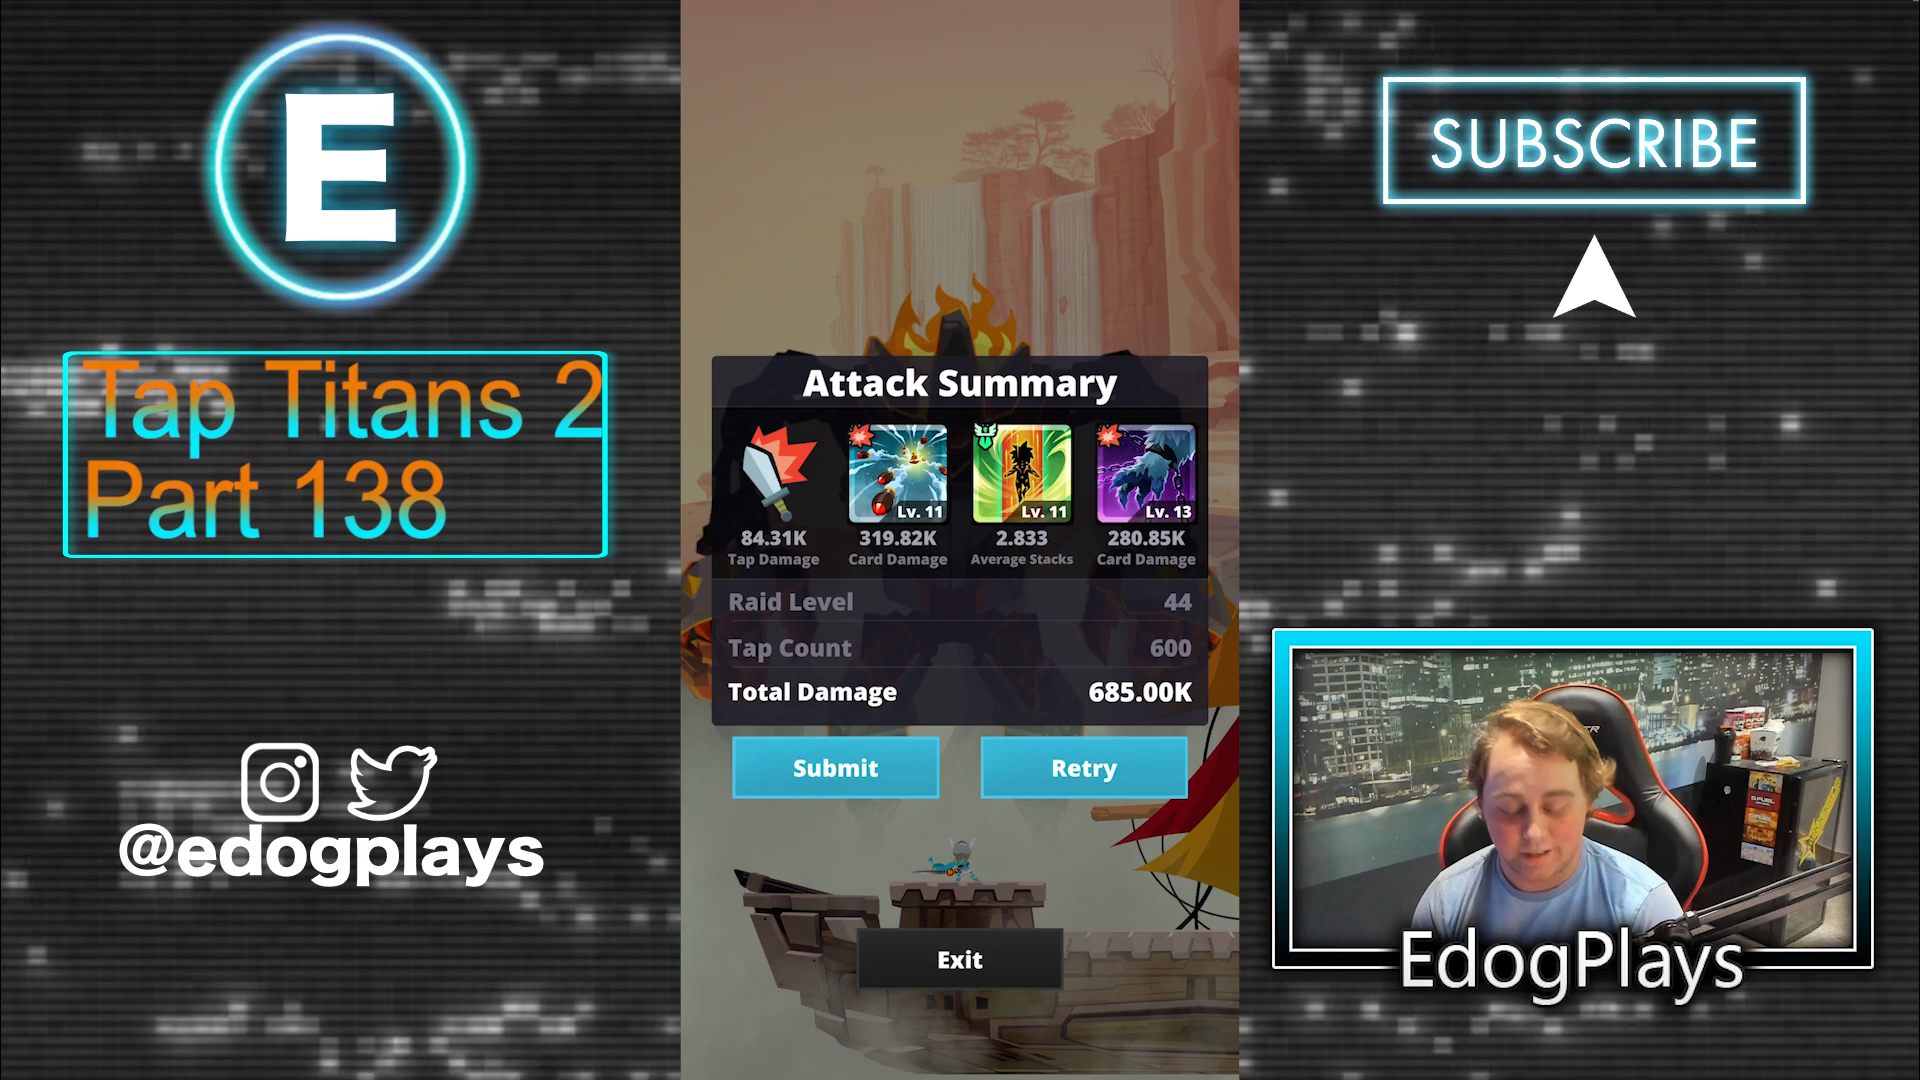 E
Tap Titans 2
Part 138
@edogplays
Attack Summary
Lv. 11
Lv. 11
Lv. 13
84.31K
319.82K
2.833
280.85K
Tap Damage
Card Damage
Average Stacks
Card Damage
Raid Level 44
Tap Count 600
Total Damage 685.00K
Submit
Retry
Exit
SUBSCRIBE
EdogPlays